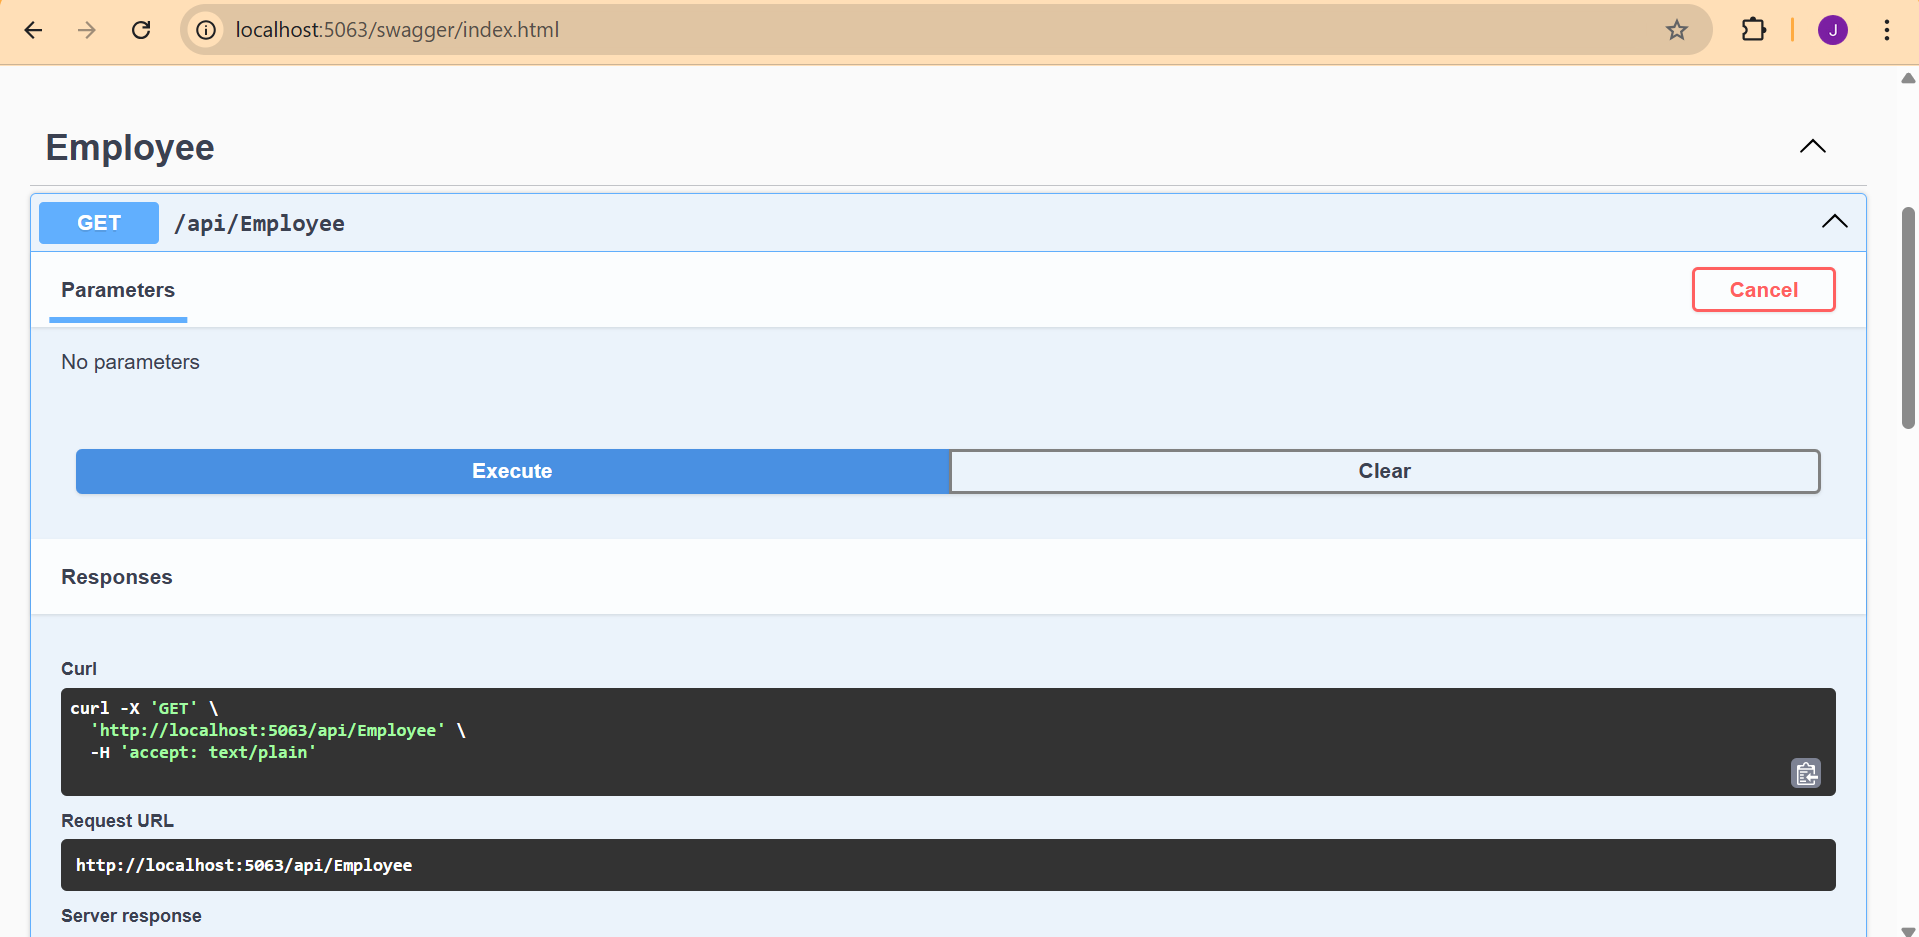 localhost:5063/swagger/index.html
J
Employee
GET /api/Employee
Parameters
Cancel
No parameters
Execute
Clear
Responses
Curl
curl -X 'GET' \
'http://localhost:5063/api/Employee' \
-H 'accept: text/plain'
Request URL
http://localhost:5063/api/Employee
Server response